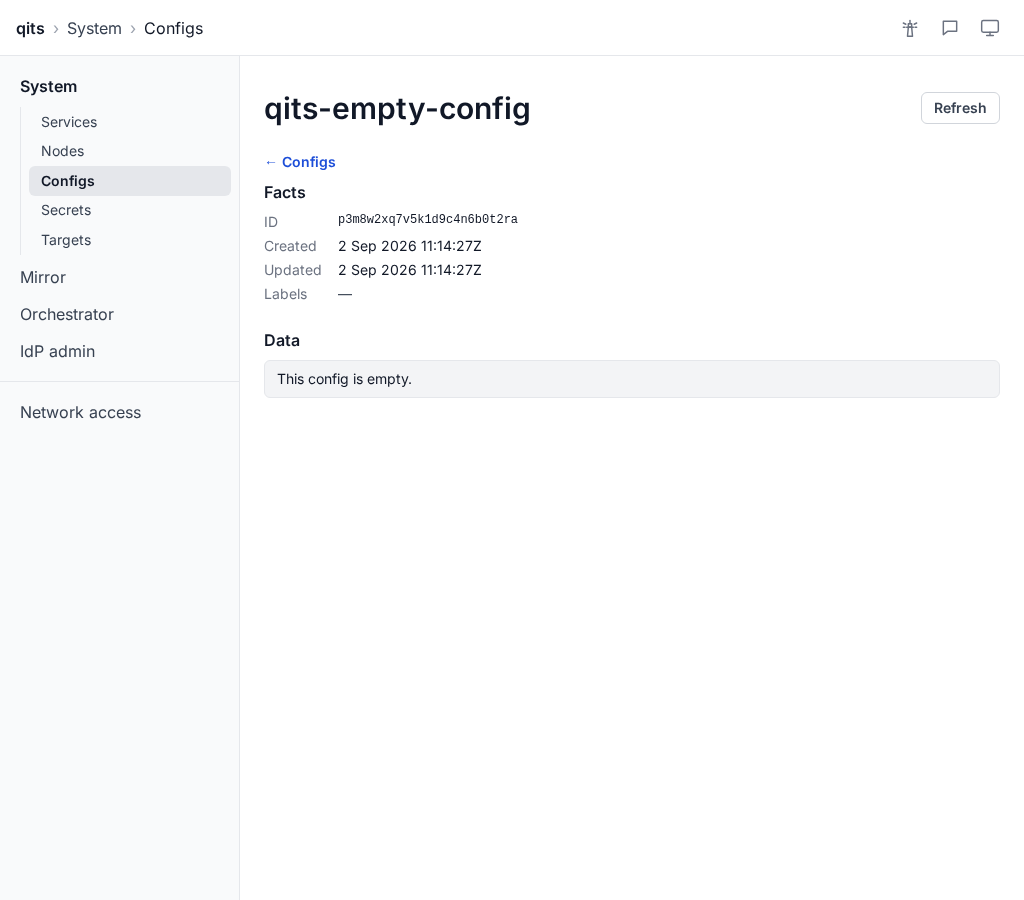 qits › System › Configs
System
Services
Nodes
Configs
Secrets
Targets
Mirror
Orchestrator
IdP admin
Network access
qits-empty-config
Refresh
← Configs
Facts
ID p3m8w2xq7v5k1d9c4n6b0t2ra
Created 2 Sep 2026 11:14:27Z
Updated 2 Sep 2026 11:14:27Z
Labels —
Data
This config is empty.